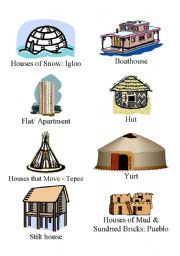 Houses of Snow: Igloo
Boathouse
Flat/ Apartment
Hut
Houses that Move - Tepee
Yurt
Stilt house
Houses of Mud &
Sundried Bricks: Pueblo